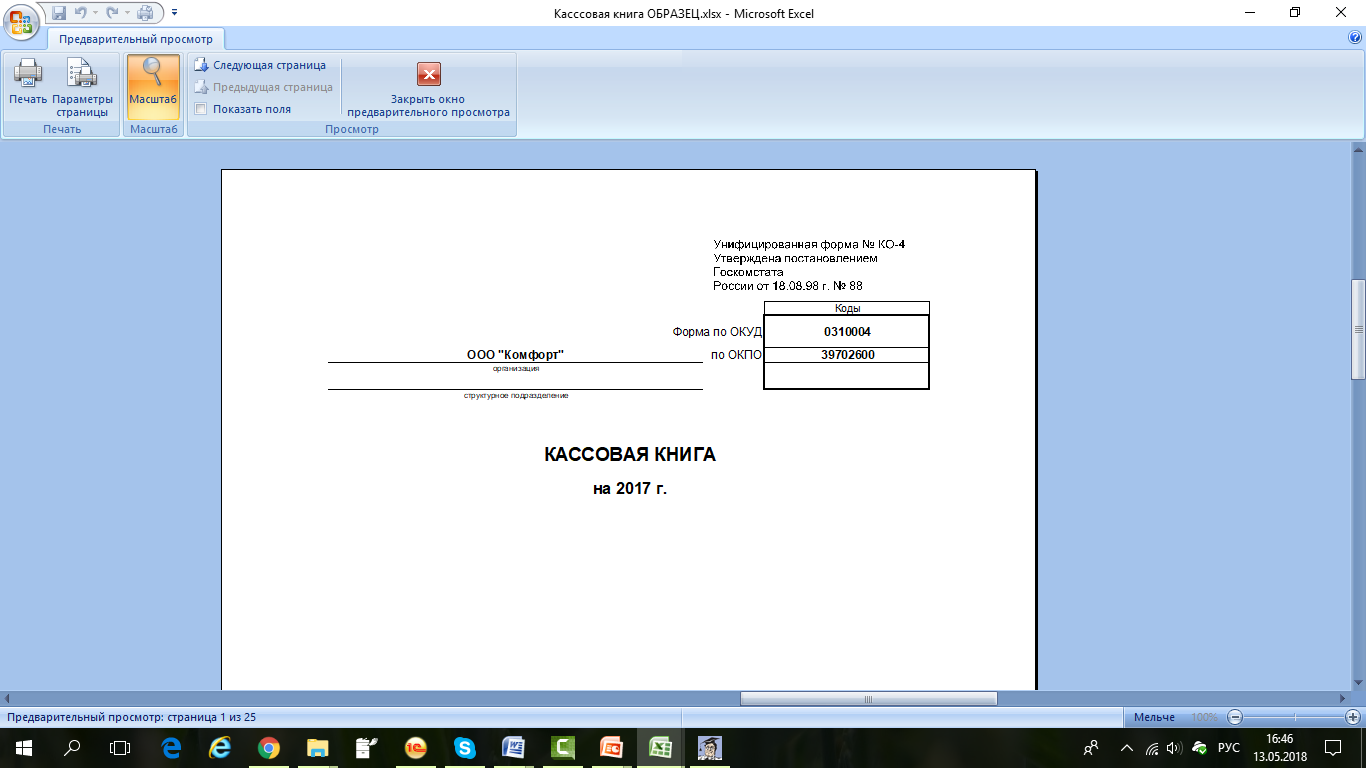 Касссовая книга ОБРАЗЕЦ.xlsx - Microsoft Excel
Предварительный просмотр
Печать
Параметры страницы
Масштаб
Следующая страница
Предыдущая страница
Показать поля
Закрыть окно
предварительного просмотра
Печать
Масштаб
Просмотр
Унифицированная форма № КО-4
Утверждена постановлением
Госкомстата
России от 18.08.98 г. № 88
Коды
Форма по ОКУД 0310004
ООО "Комфорт" по ОКПО 39702600
организация
структурное подразделение
КАССОВАЯ КНИГА
на 2017 г.
Предварительный просмотр: страница 1 из 25
Мельче 100%
РУС
16:46
13.05.2018